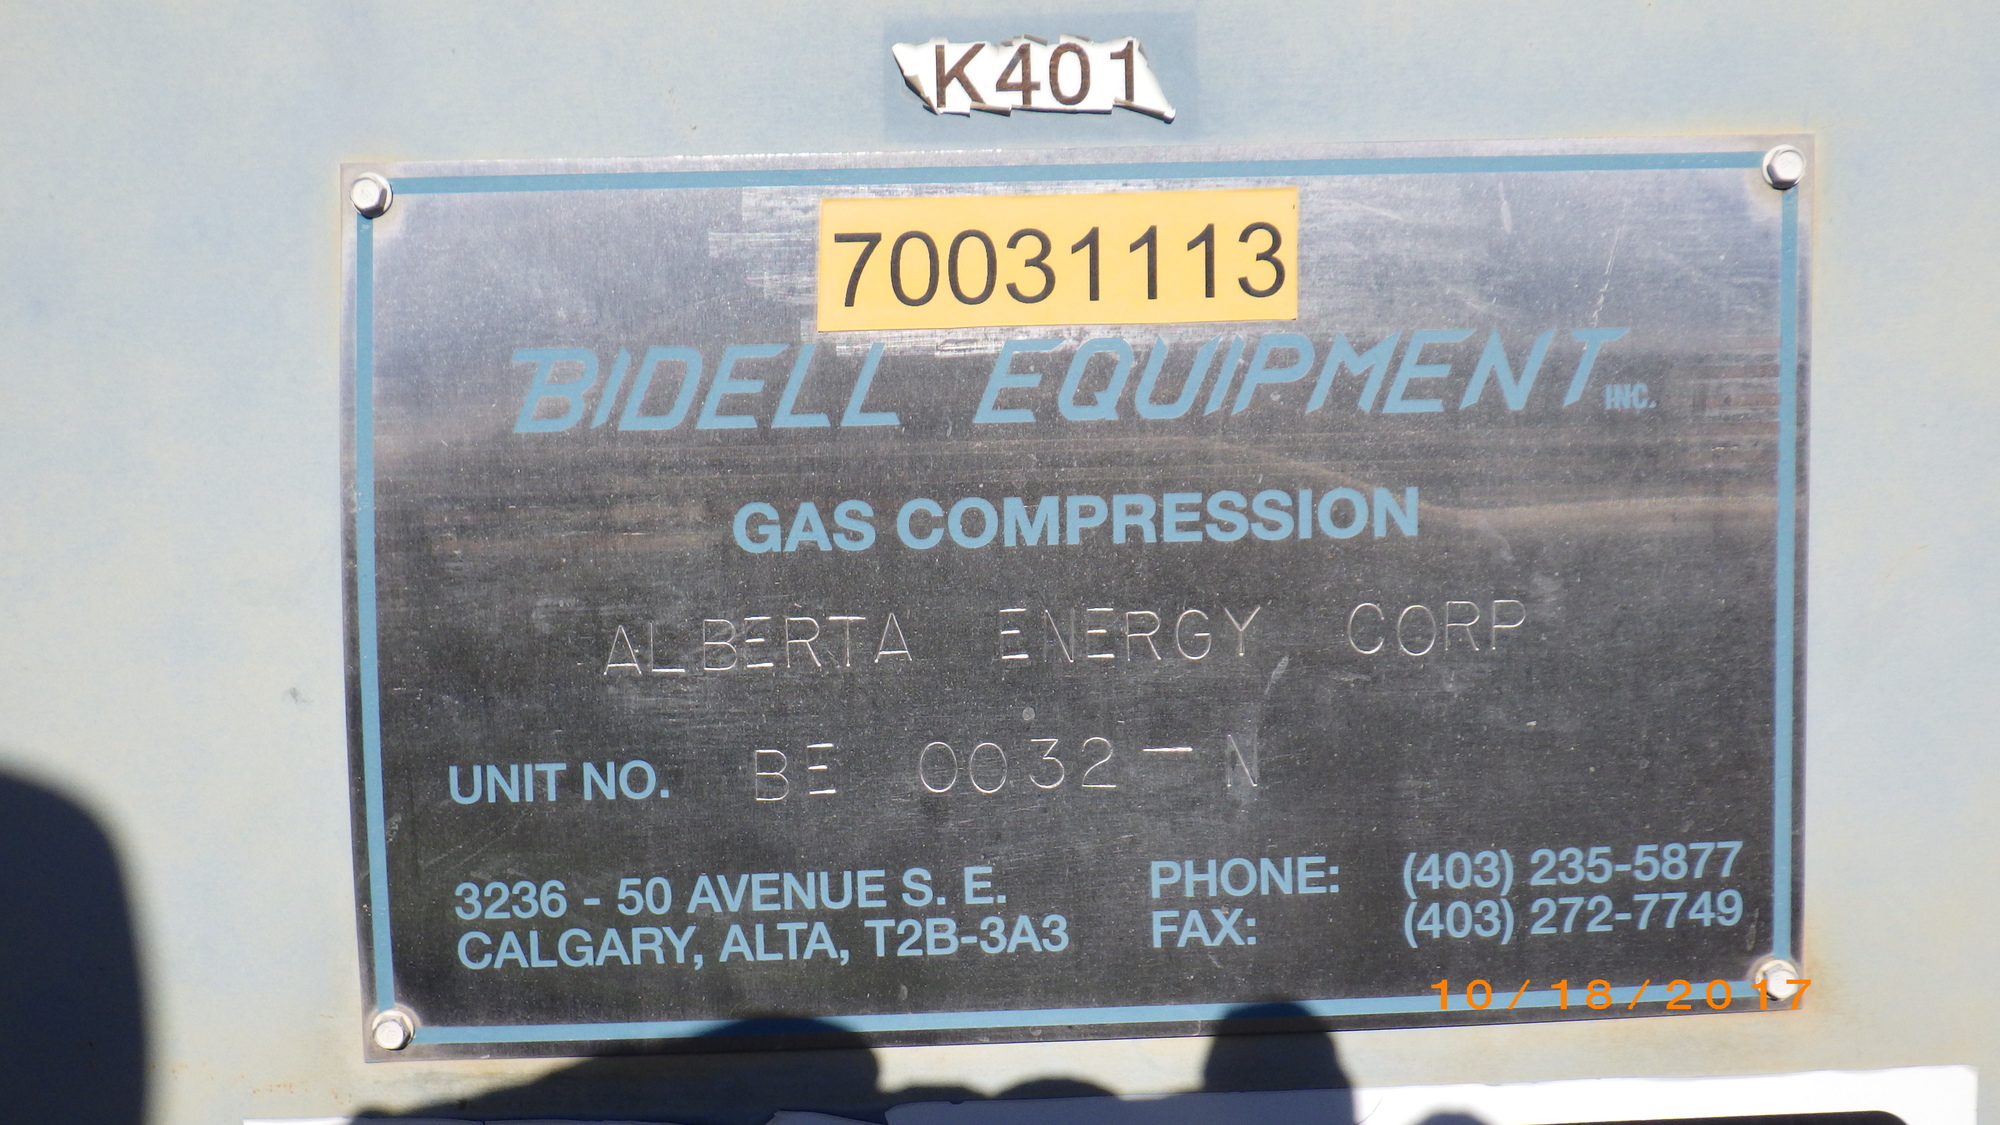 K401
70031113
BIDELL EQUIPMENT INC.
GAS COMPRESSION
ALBERTA ENERGY CORP
UNIT NO. BE 0032-N
3236 - 50 AVENUE S. E. PHONE: (403) 235-5877
CALGARY, ALTA, T2B-3A3 FAX: (403) 272-7749
10/18/2017